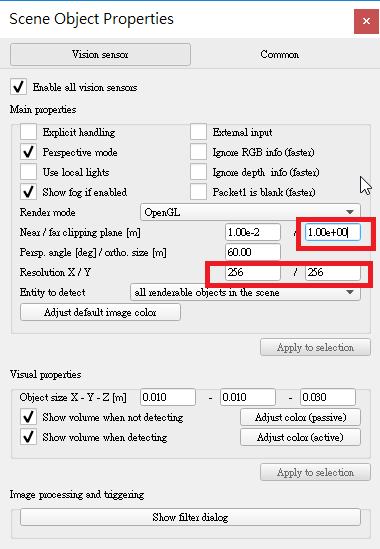 Scene Object Properties
Vision sensor Common
Enable all vision sensors
Main properties
Explicit handling External input
Perspective mode Ignore RGB info (faster)
Use local lights Ignore depth info (faster)
Show fog if enabled Packet1 is blank (faster)
Render mode OpenGL
Near / far clipping plane [m] 1.00e-2 / 1.00e+00
Persp. angle [deg] / ortho. size [m] 60.00
Resolution X / Y 256 / 256
Entity to detect all renderable objects in the scene
Adjust default image color
Apply to selection
Visual properties
Object size X - Y - Z [m] 0.010 - 0.010 - 0.030
Show volume when not detecting Adjust color (passive)
Show volume when detecting Adjust color (active)
Apply to selection
Image processing and triggering
Show filter dialog